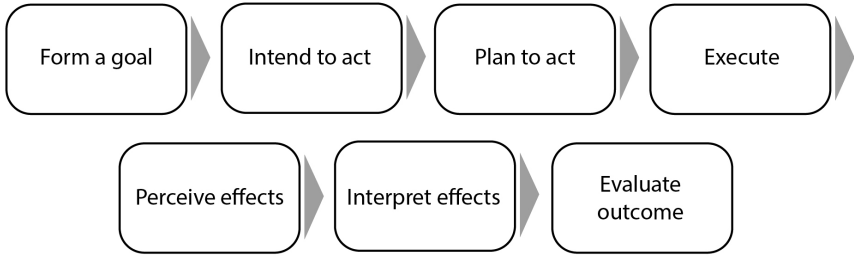 Form a goal
Intend to act
Plan to act
Execute
Perceive effects
Interpret effects
Evaluate
outcome